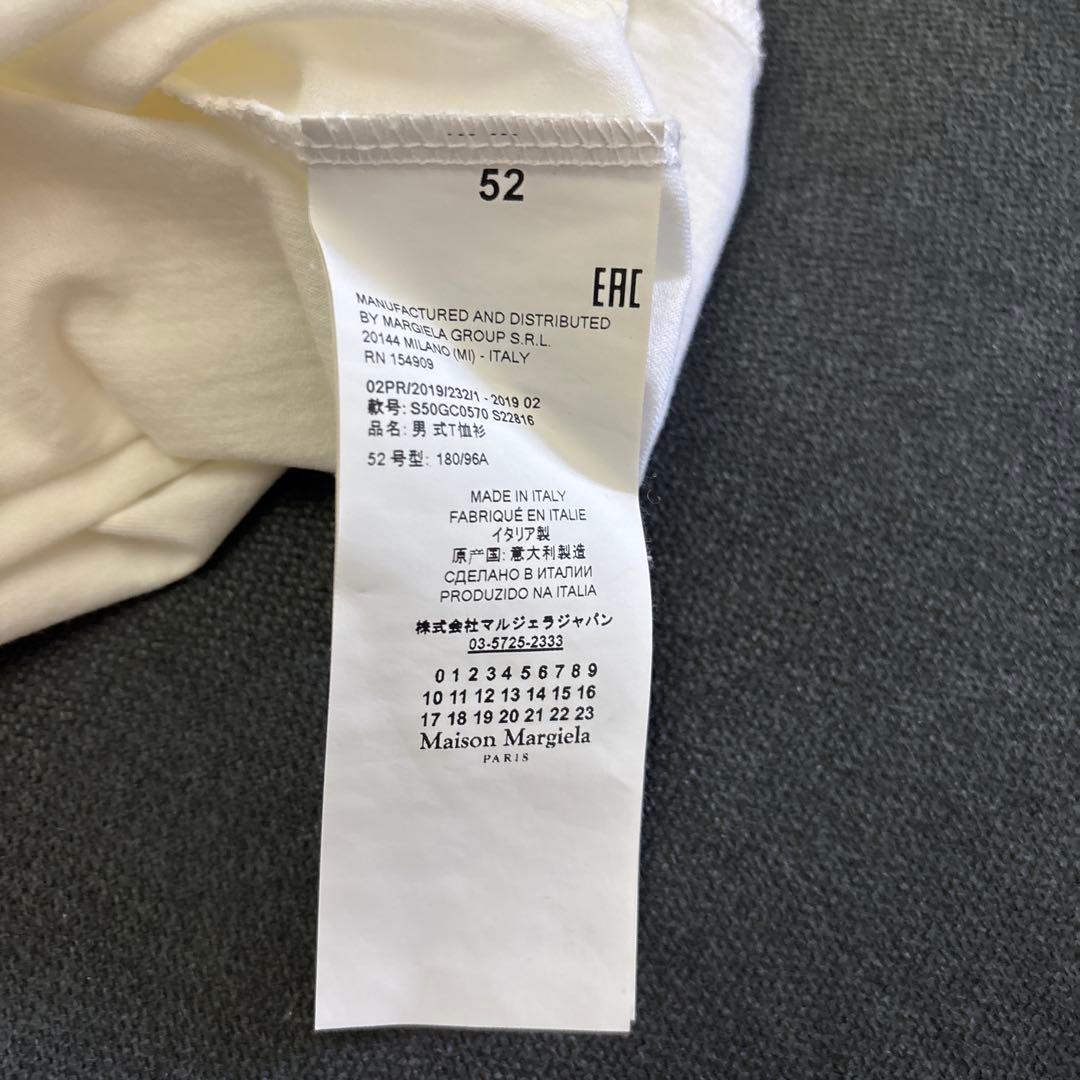 52
EAC
MANUFACTURED AND DISTRIBUTED
BY MARGIELA GROUP S.R.L.
20144 MILANO (MI) - ITALY
RN 154909
02PR/2019/232/1 - 2019 02
款号: S50GC0570 S22816
品名: 男 式T恤衫
52 号型: 180/96A
MADE IN ITALY
FABRIQUÉ EN ITALIE
イタリア製
原产国: 意大利製造
СДЕЛАНО В ИТАЛИИ
PRODUZIDO NA ITALIA
株式会社マルジェラジャパン
03-5725-2333
0 1 2 3 4 5 6 7 8 9
10 11 12 13 14 15 16
17 18 19 20 21 22 23
Maison Margiela
PARIS